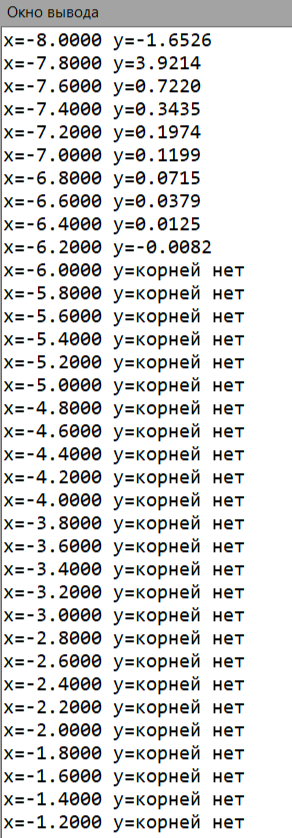 Окно вывода
x=-8.0000 y=-1.6526
x=-7.8000 y=3.9214
x=-7.6000 y=0.7220
x=-7.4000 y=0.3435
x=-7.2000 y=0.1974
x=-7.0000 y=0.1199
x=-6.8000 y=0.0715
x=-6.6000 y=0.0379
x=-6.4000 y=0.0125
x=-6.2000 y=-0.0082
x=-6.0000 y=корней нет
x=-5.8000 y=корней нет
x=-5.6000 y=корней нет
x=-5.4000 y=корней нет
x=-5.2000 y=корней нет
x=-5.0000 y=корней нет
x=-4.8000 y=корней нет
x=-4.6000 y=корней нет
x=-4.4000 y=корней нет
x=-4.2000 y=корней нет
x=-4.0000 y=корней нет
x=-3.8000 y=корней нет
x=-3.6000 y=корней нет
x=-3.4000 y=корней нет
x=-3.2000 y=корней нет
x=-3.0000 y=корней нет
x=-2.8000 y=корней нет
x=-2.6000 y=корней нет
x=-2.4000 y=корней нет
x=-2.2000 y=корней нет
x=-2.0000 y=корней нет
x=-1.8000 y=корней нет
x=-1.6000 y=корней нет
x=-1.4000 y=корней нет
x=-1.2000 y=корней нет